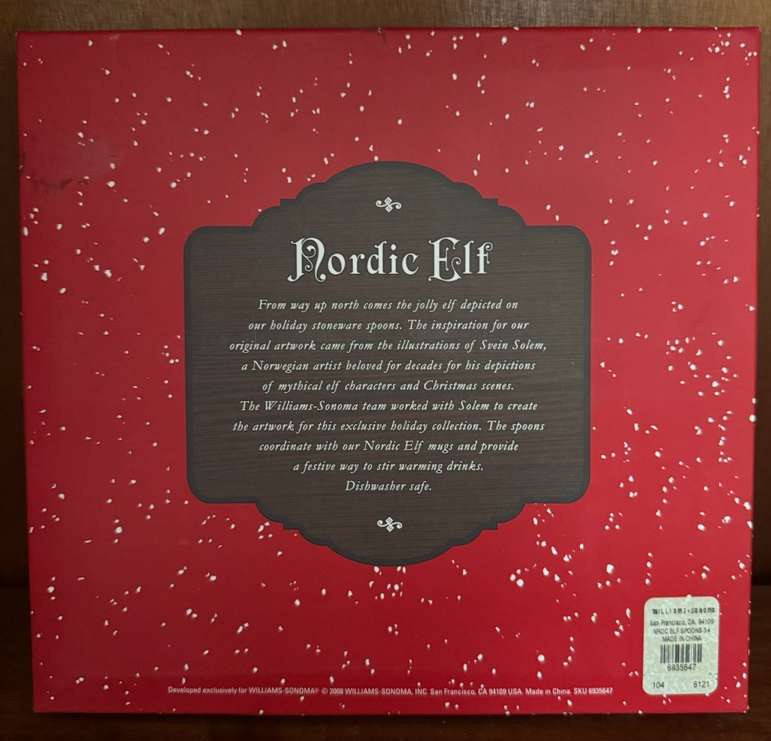 Nordic Elf
From way up north comes the jolly elf depicted on
our holiday stoneware spoons. The inspiration for our
original artwork came from the illustrations of Svein Solem,
a Norwegian artist beloved for decades for his depictions
of mythical elf characters and Christmas scenes.
The Williams-Sonoma team worked with Solem to create
the artwork for this exclusive holiday collection. The spoons
coordinate with our Nordic Elf mugs and provide
a festive way to stir warming drinks.
Dishwasher safe.
WILLIAMS-SONOMA
San Francisco, CA. 94109
NRDC ELF SPOONS S4
MADE IN CHINA
6935647
104 6121
Developed exclusively for WILLIAMS-SONOMA® © 2008 WILLIAMS-SONOMA, INC San Francisco, CA 94109 USA. Made in China. SKU 6935647